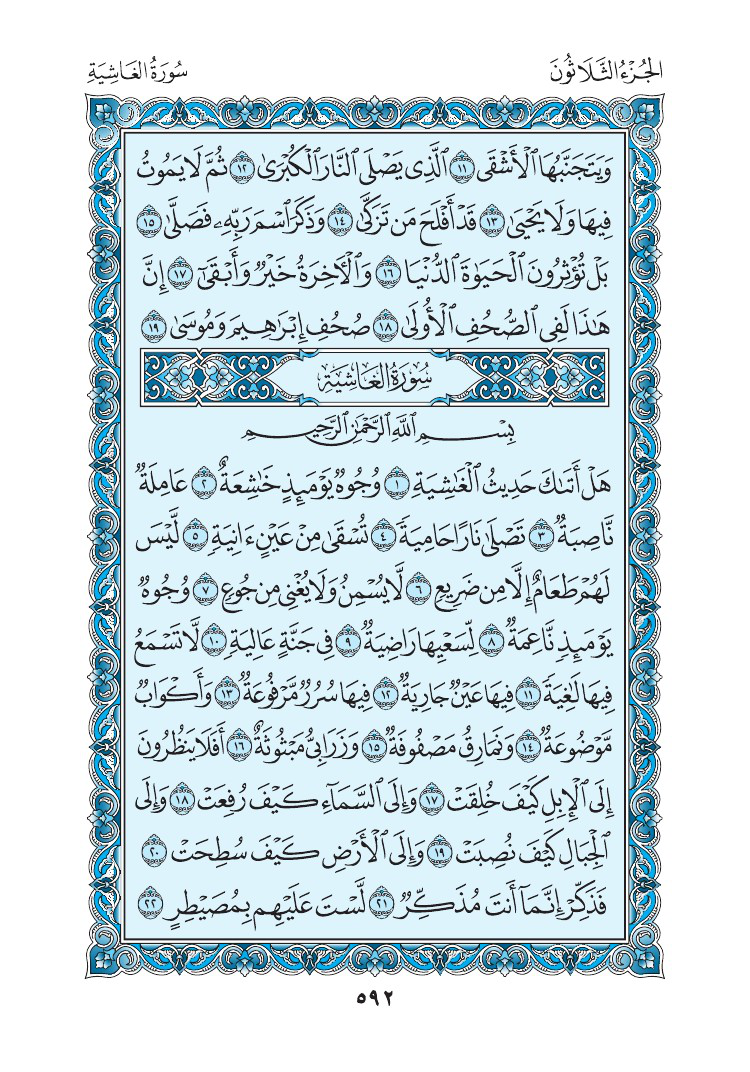 الجُزْءُ الثَّلَاثُونَ سُورَةُ الغَاشِيَةِ
وَيَتَجَنَّبُهَا ٱلْأَشْقَى ١١ ٱلَّذِى يَصْلَى ٱلنَّارَ ٱلْكُبْرَىٰ ١٢ ثُمَّ لَا يَمُوتُ
فِيهَا وَلَا يَحْيَىٰ ١٣ قَدْ أَفْلَحَ مَن تَزَكَّىٰ ١٤ وَذَكَرَ ٱسْمَ رَبِّهِۦ فَصَلَّىٰ ١٥
بَلْ تُؤْثِرُونَ ٱلْحَيَوٰةَ ٱلدُّنْيَا ١٦ وَٱلْءَاخِرَةُ خَيْرٌ وَأَبْقَىٰٓ ١٧ إِنَّ
هَٰذَا لَفِى ٱلصُّحُفِ ٱلْأُولَىٰ ١٨ صُحُفِ إِبْرَٰهِيمَ وَمُوسَىٰ ١٩
سُورَةُ الغَاشِيَةِ
بِسْمِ ٱللَّهِ ٱلرَّحْمَٰنِ ٱلرَّحِيمِ
هَلْ أَتَىٰكَ حَدِيثُ ٱلْغَٰشِيَةِ ١ وُجُوهٌ يَوْمَئِذٍ خَٰشِعَةٌ ٢ عَامِلَةٌ
نَّاصِبَةٌ ٣ تَصْلَىٰ نَارًا حَامِيَةً ٤ تُسْقَىٰ مِنْ عَيْنٍ ءَانِيَةٍ ٥ لَّيْسَ
لَهُمْ طَعَامٌ إِلَّا مِن ضَرِيعٍ ٦ لَّا يُسْمِنُ وَلَا يُغْنِى مِن جُوعٍ ٧ وُجُوهٌ
يَوْمَئِذٍ نَّاعِمَةٌ ٨ لِّسَعْيِهَا رَاضِيَةٌ ٩ فِى جَنَّةٍ عَالِيَةٍ ١٠ لَّا تَسْمَعُ
فِيهَا لَٰغِيَةً ١١ فِيهَا عَيْنٌ جَارِيَةٌ ١٢ فِيهَا سُرُرٌ مَّرْفُوعَةٌ ١٣ وَأَكْوَابٌ
مَّوْضُوعَةٌ ١٤ وَنَمَارِقُ مَصْفُوفَةٌ ١٥ وَزَرَابِىُّ مَبْثُوثَةٌ ١٦ أَفَلَا يَنظُرُونَ
إِلَى ٱلْإِبِلِ كَيْفَ خُلِقَتْ ١٧ وَإِلَى ٱلسَّمَآءِ كَيْفَ رُفِعَتْ ١٨ وَإِلَى
ٱلْجِبَالِ كَيْفَ نُصِبَتْ ١٩ وَإِلَى ٱلْأَرْضِ كَيْفَ سُطِحَتْ ٢٠
فَذَكِّرْ إِنَّمَآ أَنتَ مُذَكِّرٌ ٢١ لَّسْتَ عَلَيْهِم بِمُصَيْطِرٍ ٢٢
٥٩٢